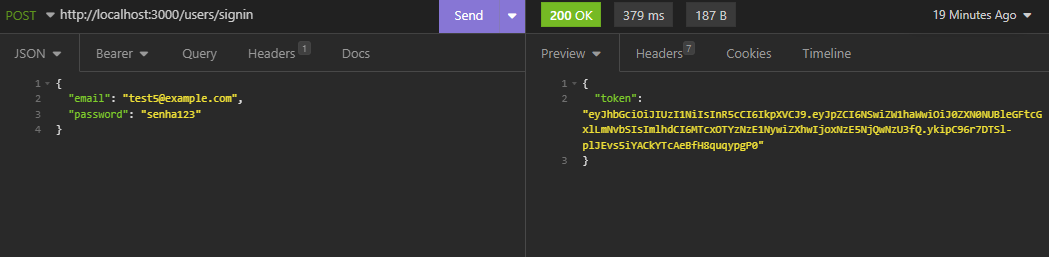 POST http://localhost:3000/users/signin Send 200 OK 379 ms 187 B 19 Minutes Ago
JSON Bearer Query Headers 1 Docs Preview Headers 7 Cookies Timeline
1 {
2 "email": "test5@example.com",
3 "password": "senha123"
4 }
1 {
2 "token":
"eyJhbGciOiJIUzI1NiIsInR5cCI6IkpXVCJ9.eyJpZCI6NSwiZW1haWwiOiJ0ZXN0NUBleGFtcG
xlLmNvbSIsImlhdCI6MTcxOTYzNzE1NywiZXhwIjoxNzE5NjQwNzU3fQ.ykipC96r7DTSl-
plJEvs5iYACkYTcAeBfH8quqypgP0"
3 }